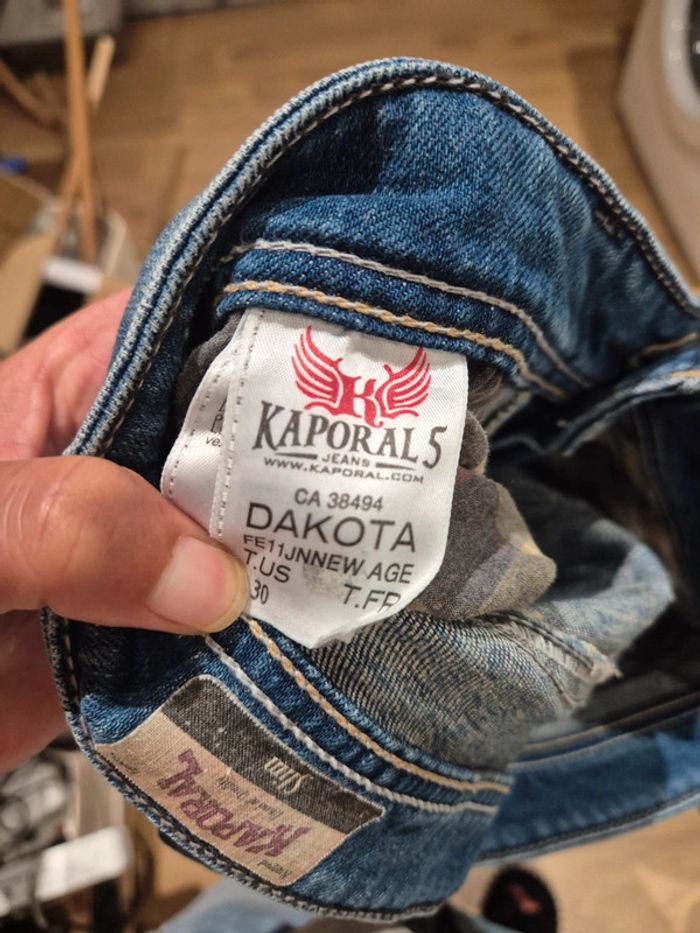 KAPORAL 5
JEANS
WWW.KAPORAL.COM
CA 38494
DAKOTA
FE11JNNEW AGE
T.US T.FR
30
slim
KAPORAL